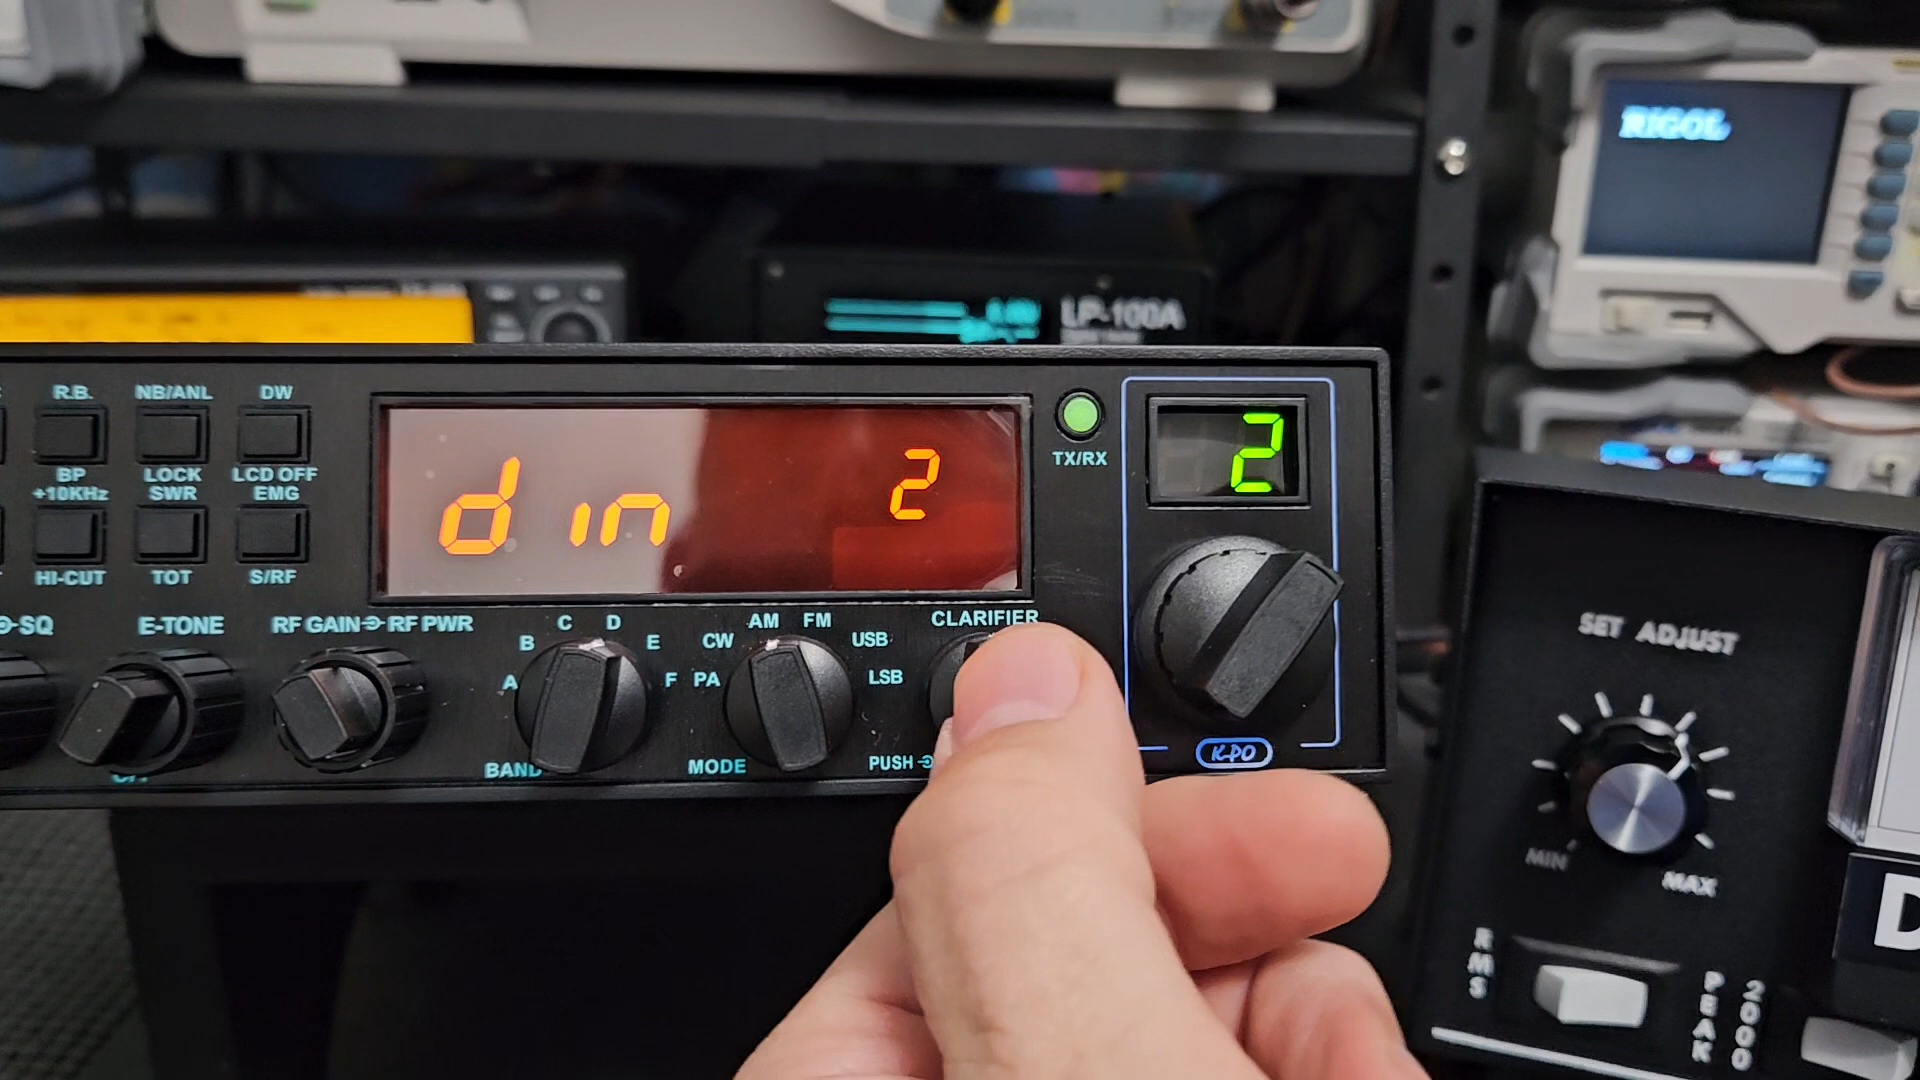 RIGOL
LP-100A
R.B. NB/ANL DW
BP LOCK LCD OFF
+10KHz SWR EMG
HI-CUT TOT S/RF
din 2
TX/RX
2
SQ E-TONE RF GAIN RF PWR
A B C D E F
BAND
PA CW AM FM USB LSB
MODE
CLARIFIER
PUSH
KPO
SET ADJUST
MIN MAX
RMS
PEAK
2000
D